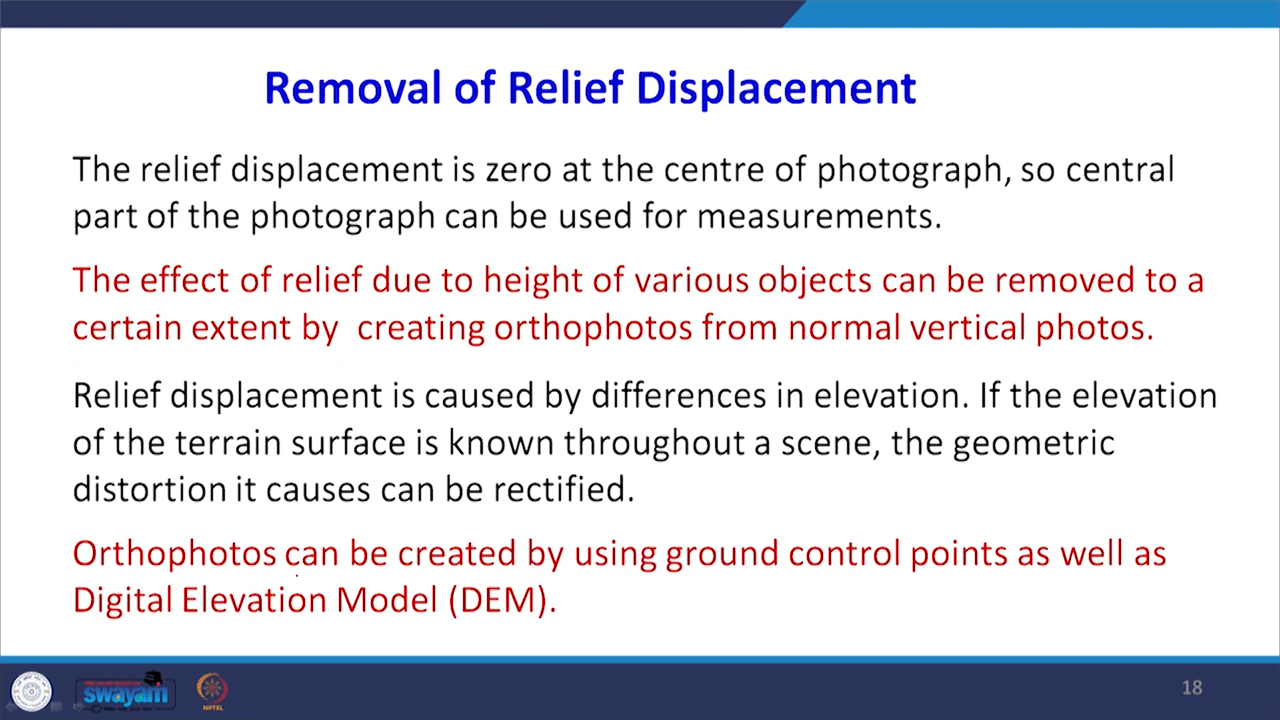 Removal of Relief Displacement
The relief displacement is zero at the centre of photograph, so central
part of the photograph can be used for measurements.
The effect of relief due to height of various objects can be removed to a
certain extent by creating orthophotos from normal vertical photos.
Relief displacement is caused by differences in elevation. If the elevation
of the terrain surface is known throughout a scene, the geometric
distortion it causes can be rectified.
Orthophotos can be created by using ground control points as well as
Digital Elevation Model (DEM).
swayam
NPTEL
18